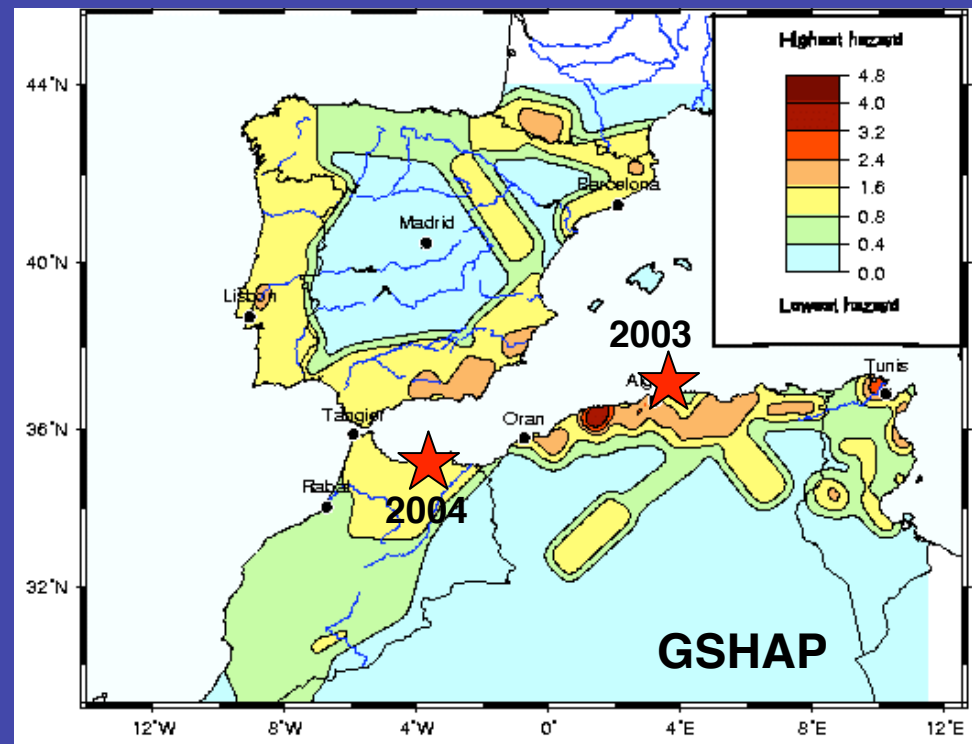 Highest hazard
4.8
4.0
3.2
2.4
1.6
0.8
0.4
0.0
Lowest hazard
44°N
40°N
36°N
32°N
12°W
8°W
4°W
0°
4°E
8°E
12°E
Barcelona
Madrid
Lisbon
2003
Tunis
Alg
Oran
Tangier
Rabat
2004
GSHAP